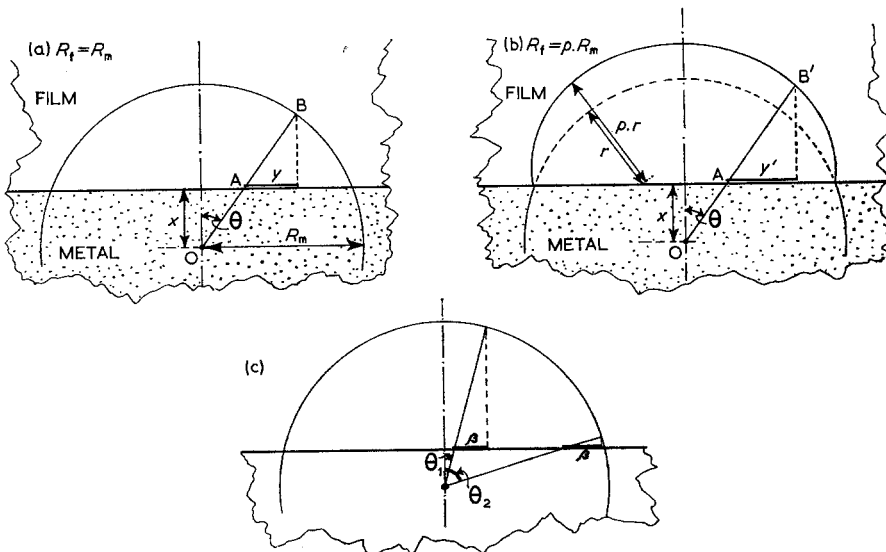 (a) R_f = R_m
FILM
B
A
y
x
θ
METAL
R_m
O
(b) R_f = p.R_m
FILM
B′
p.r
r
A
y′
x
θ
METAL
O
(c)
β
β
θ_1
θ_2